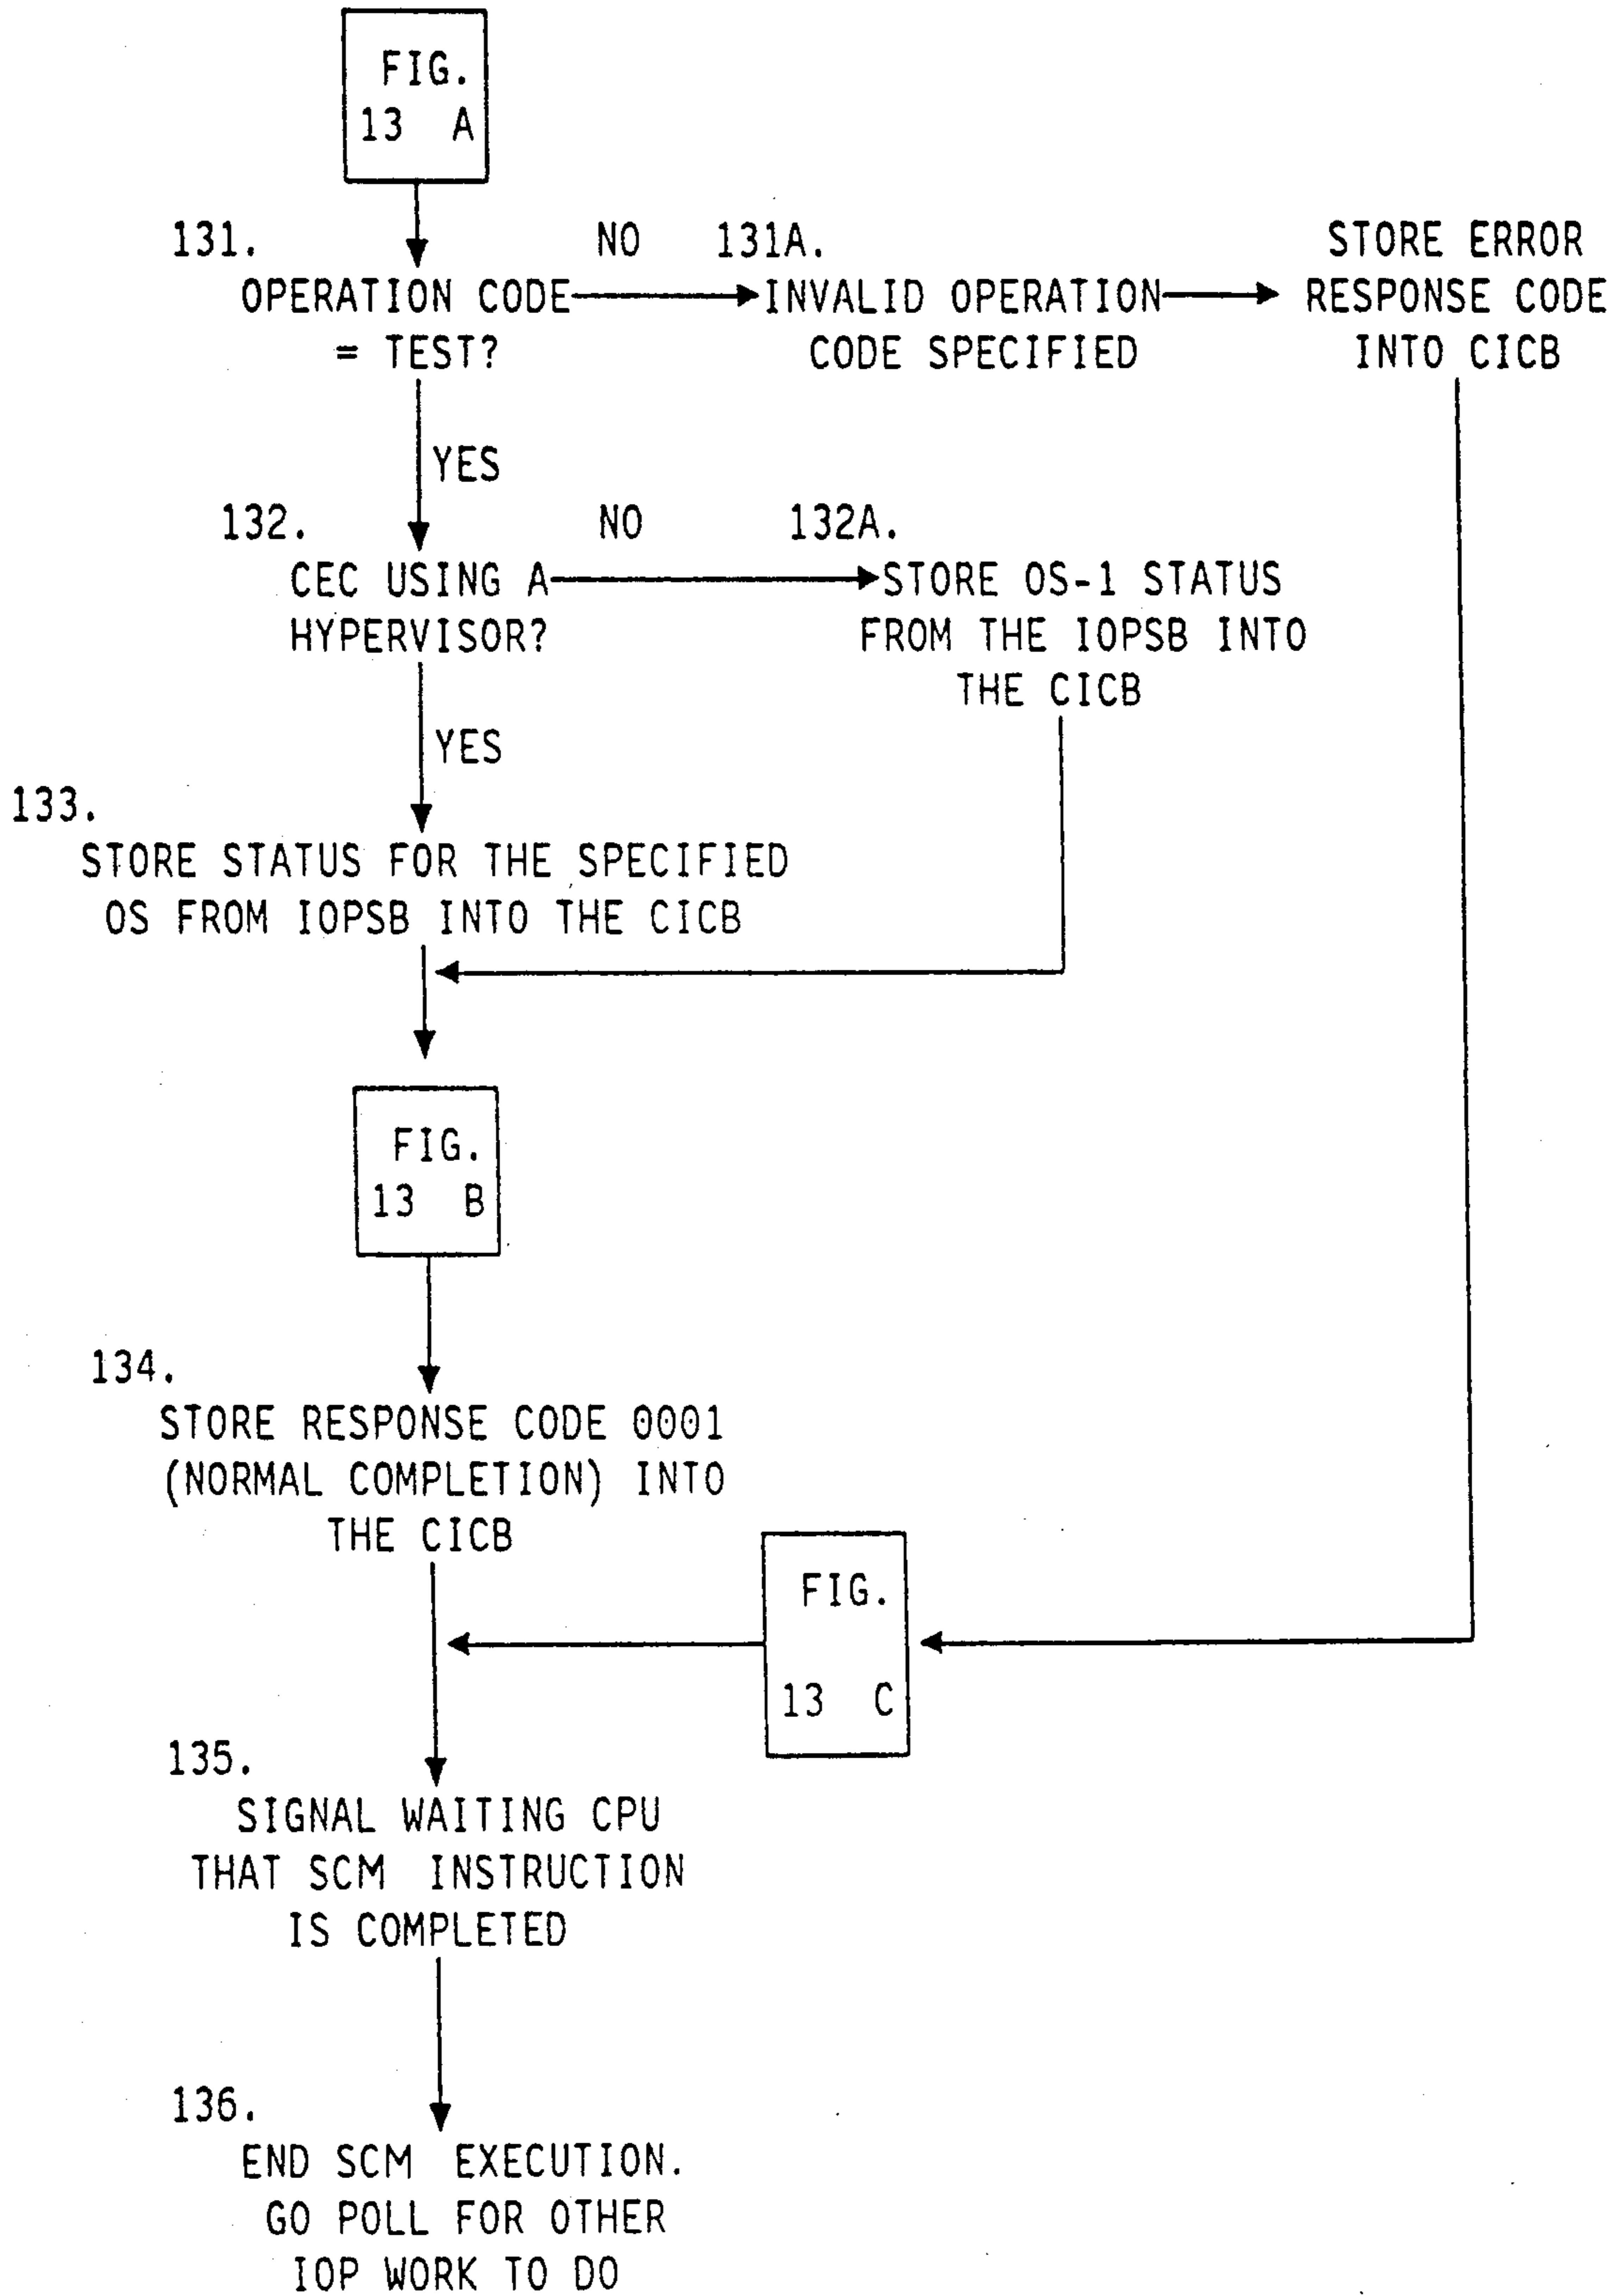 FIG.
13 A
131.
NO
131A.
STORE ERROR
OPERATION CODE
INVALID OPERATION
RESPONSE CODE
= TEST?
CODE SPECIFIED
INTO CICB
YES
132.
NO
132A.
CEC USING A
STORE OS-1 STATUS
HYPERVISOR?
FROM THE IOPSB INTO
THE CICB
YES
133.
STORE STATUS FOR THE SPECIFIED
OS FROM IOPSB INTO THE CICB
FIG.
13 B
134.
STORE RESPONSE CODE 0001
(NORMAL COMPLETION) INTO
THE CICB
FIG.
13 C
135.
SIGNAL WAITING CPU
THAT SCM INSTRUCTION
IS COMPLETED
136.
END SCM EXECUTION.
GO POLL FOR OTHER
IOP WORK TO DO